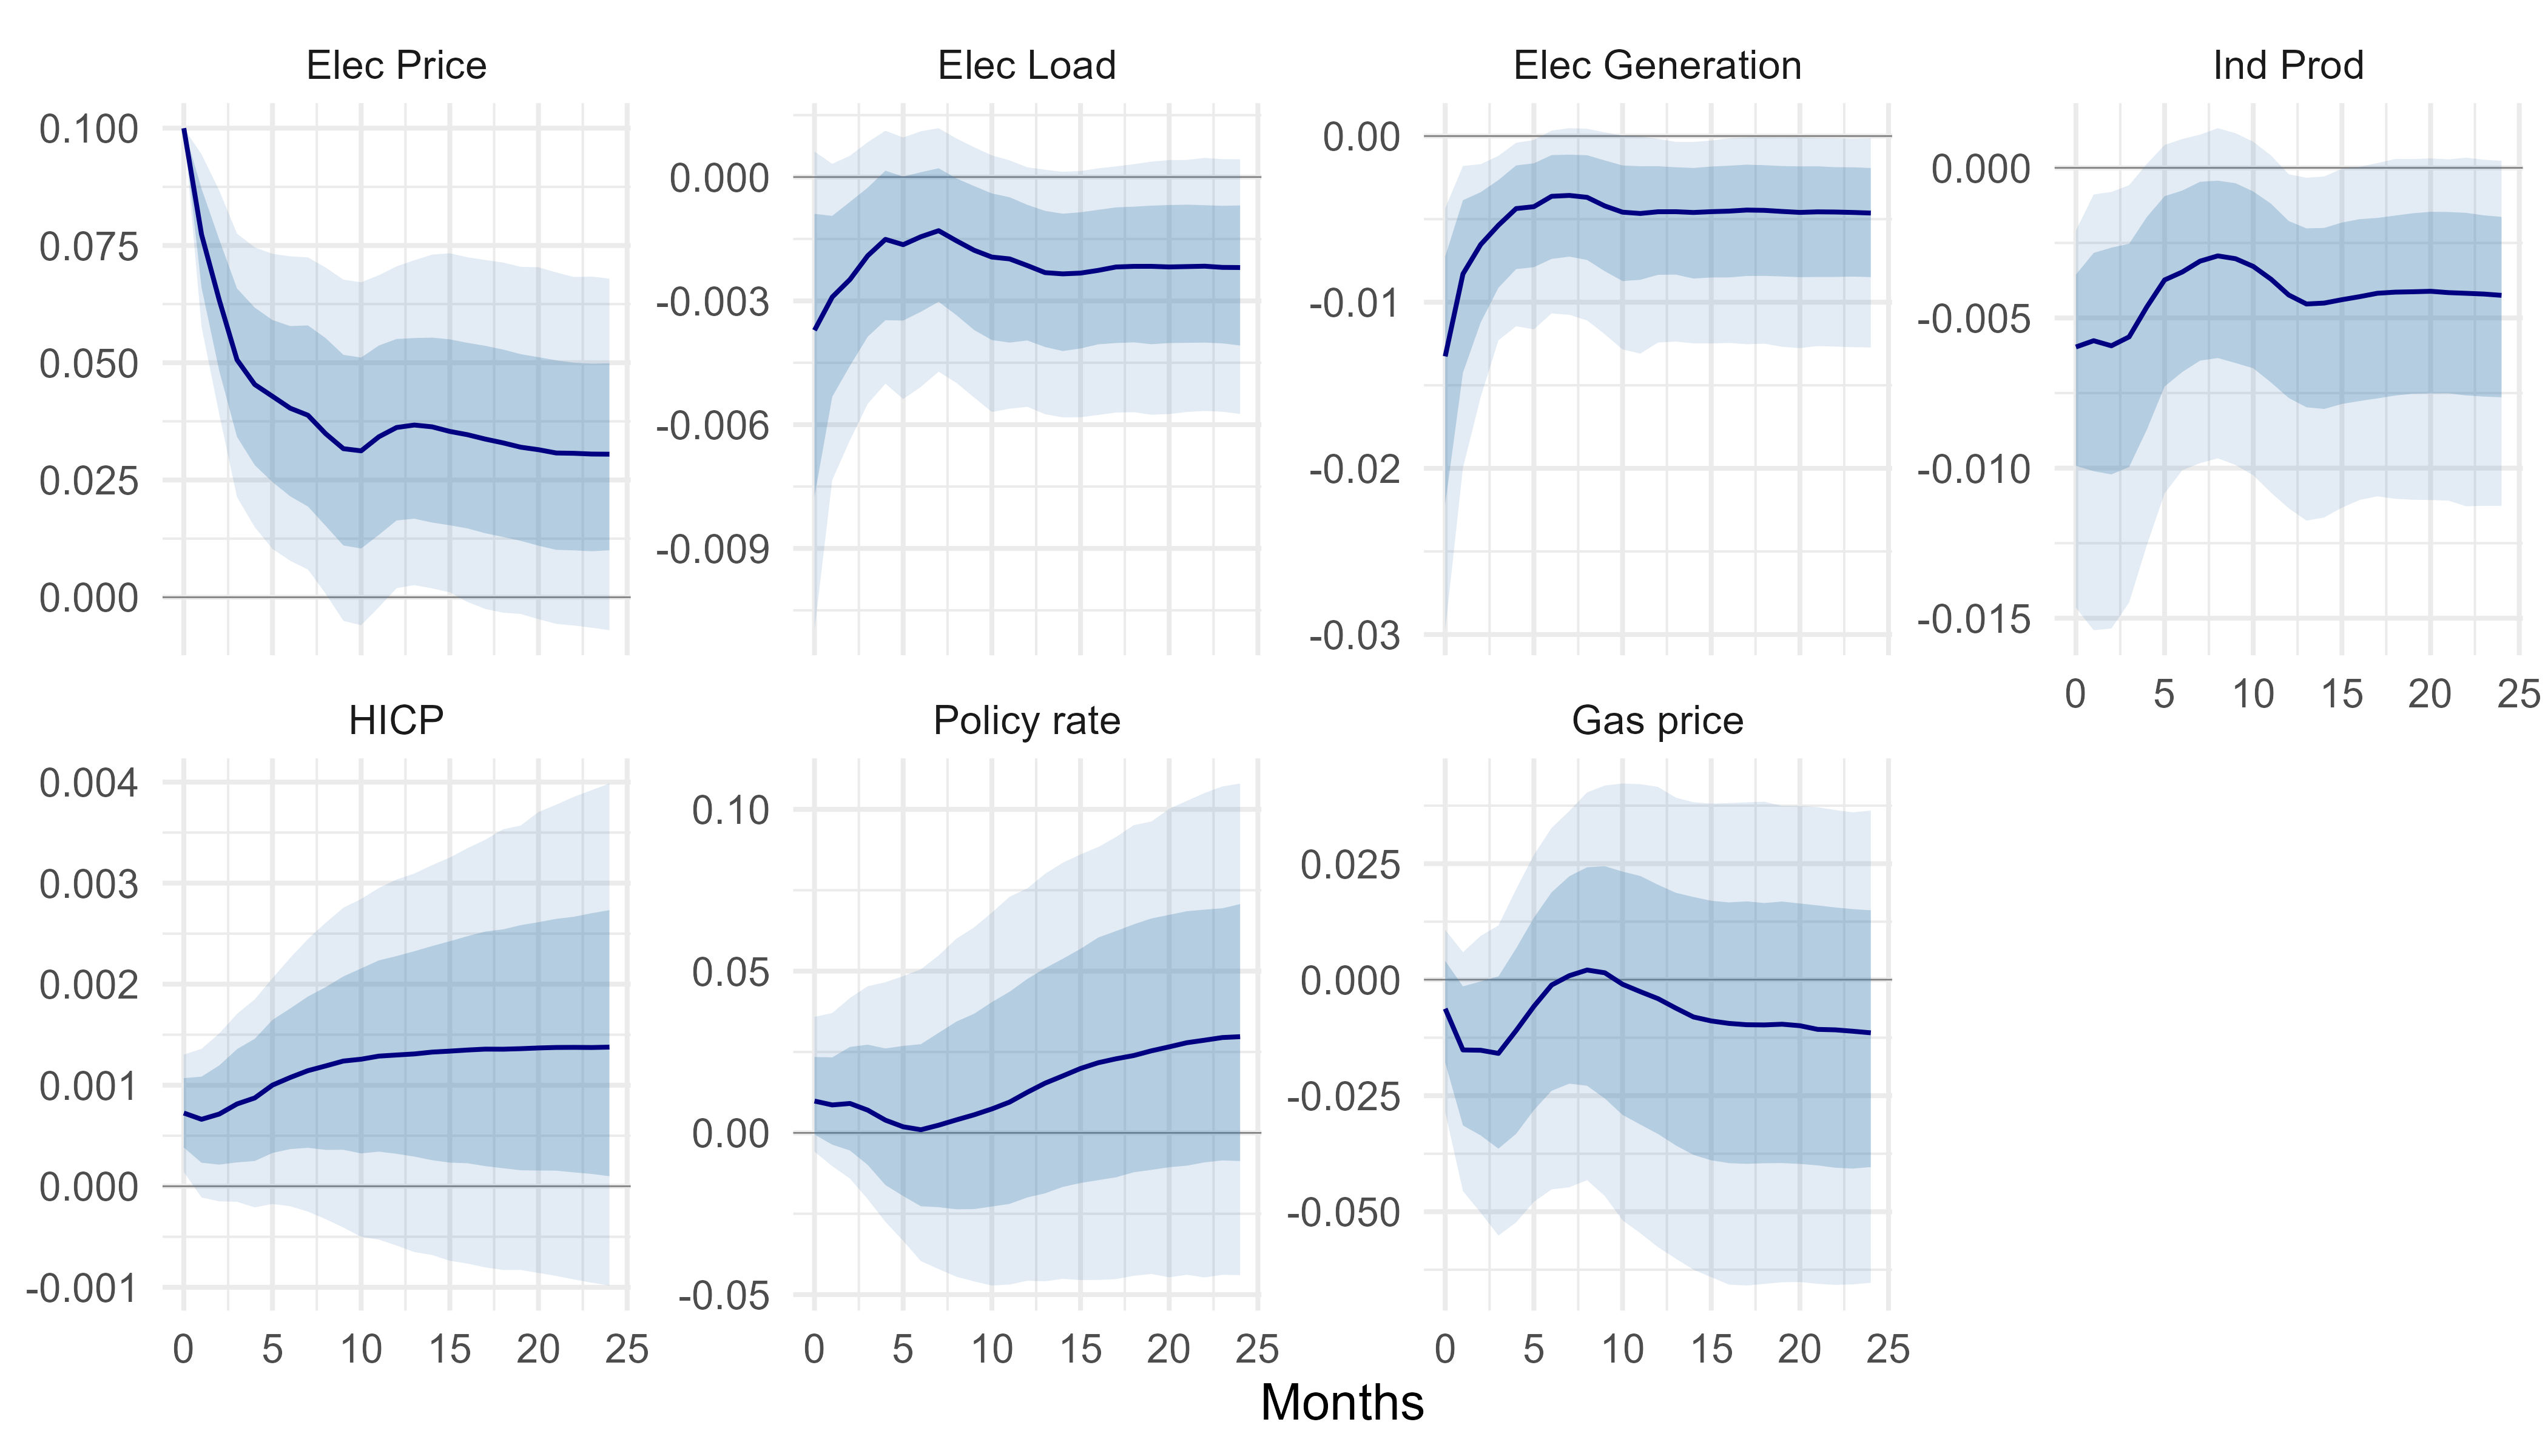 Elec Price
Elec Load
Elec Generation
Ind Prod
0.100
0.075
0.050
0.025
0.000
0.000
-0.003
-0.006
-0.009
0.00
-0.01
-0.02
-0.03
0.000
-0.005
-0.010
-0.015
0 5 10 15 20 25
HICP
Policy rate
Gas price
0.004
0.003
0.002
0.001
0.000
-0.001
0.10
0.05
0.00
-0.05
0.025
0.000
-0.025
-0.050
0 5 10 15 20 25
0 5 10 15 20 25
0 5 10 15 20 25
Months